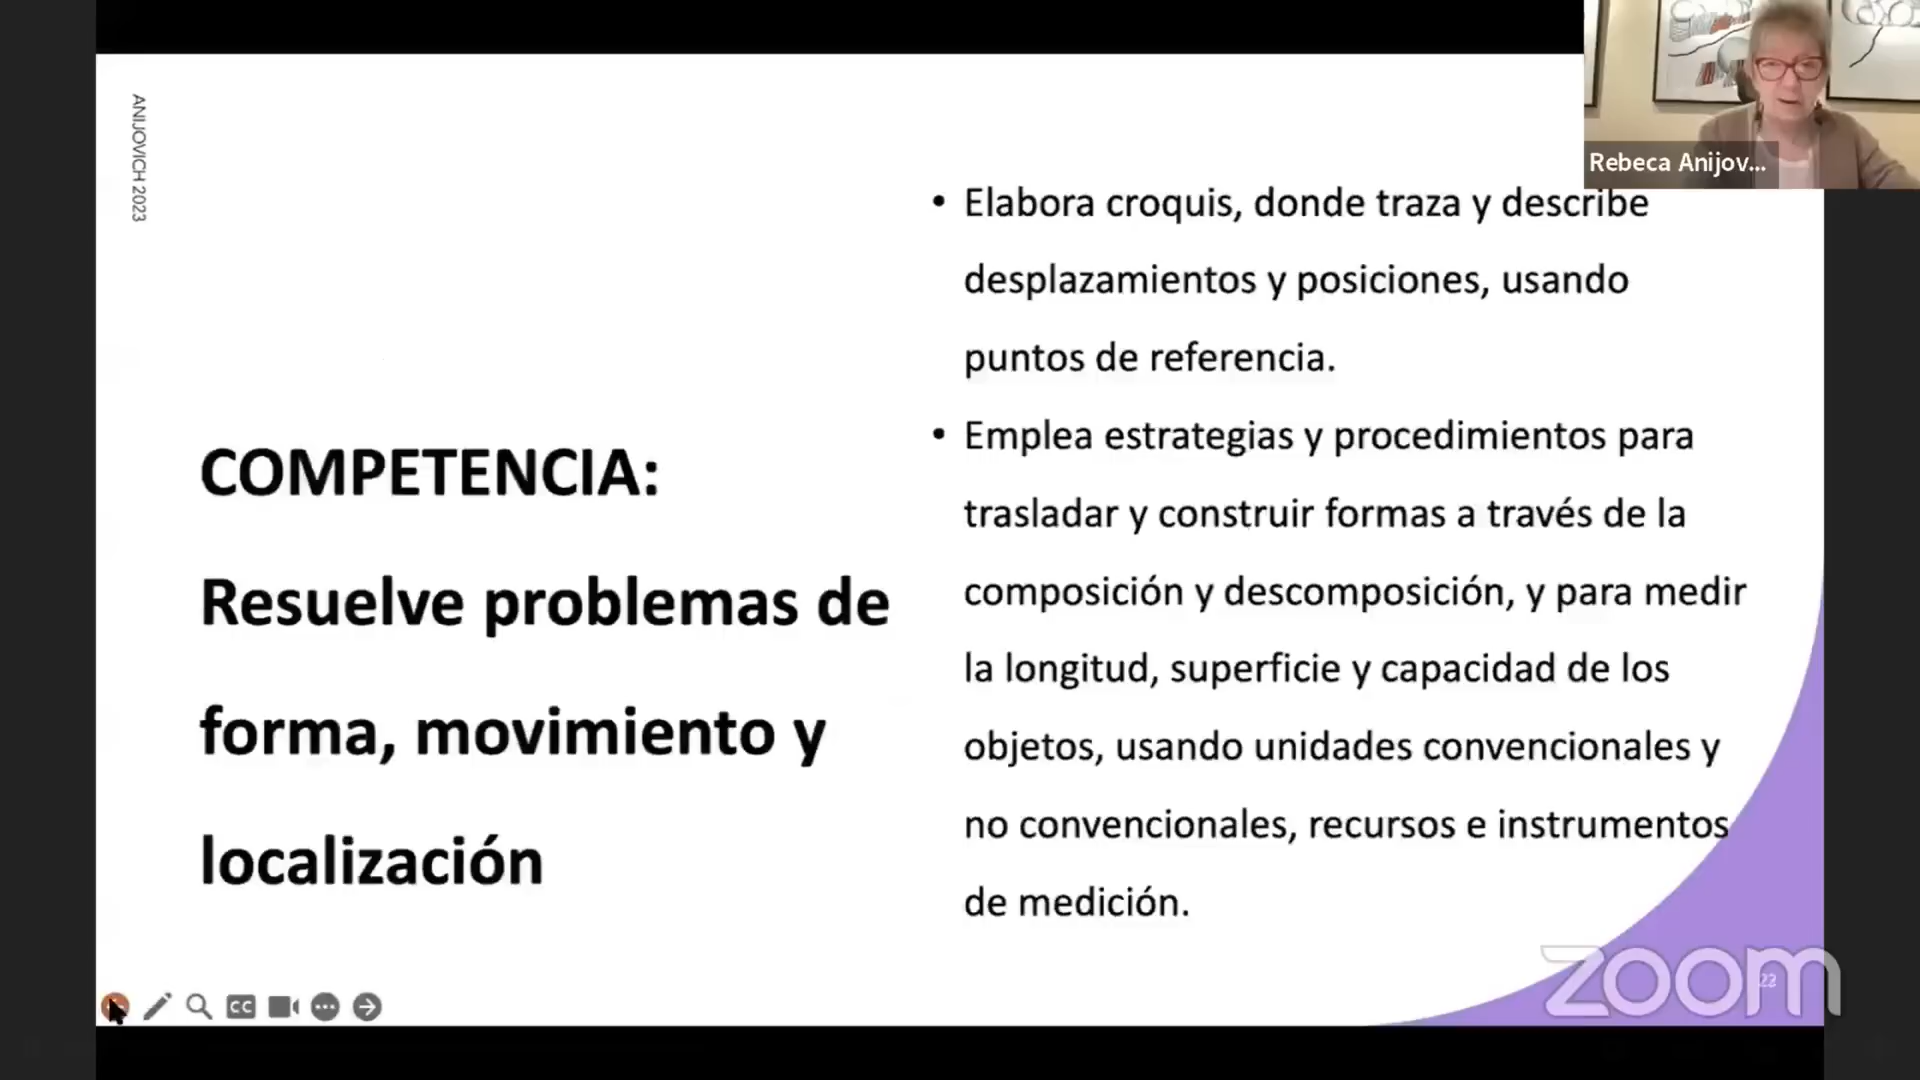 ANIJOVICH 2023
Rebeca Anijov...
COMPETENCIA:
Resuelve problemas de
forma, movimiento y
localización
• Elabora croquis, donde traza y describe
desplazamientos y posiciones, usando
puntos de referencia.
• Emplea estrategias y procedimientos para
trasladar y construir formas a través de la
composición y descomposición, y para medir
la longitud, superficie y capacidad de los
objetos, usando unidades convencionales y
no convencionales, recursos e instrumentos
de medición.
CC
zoom
22